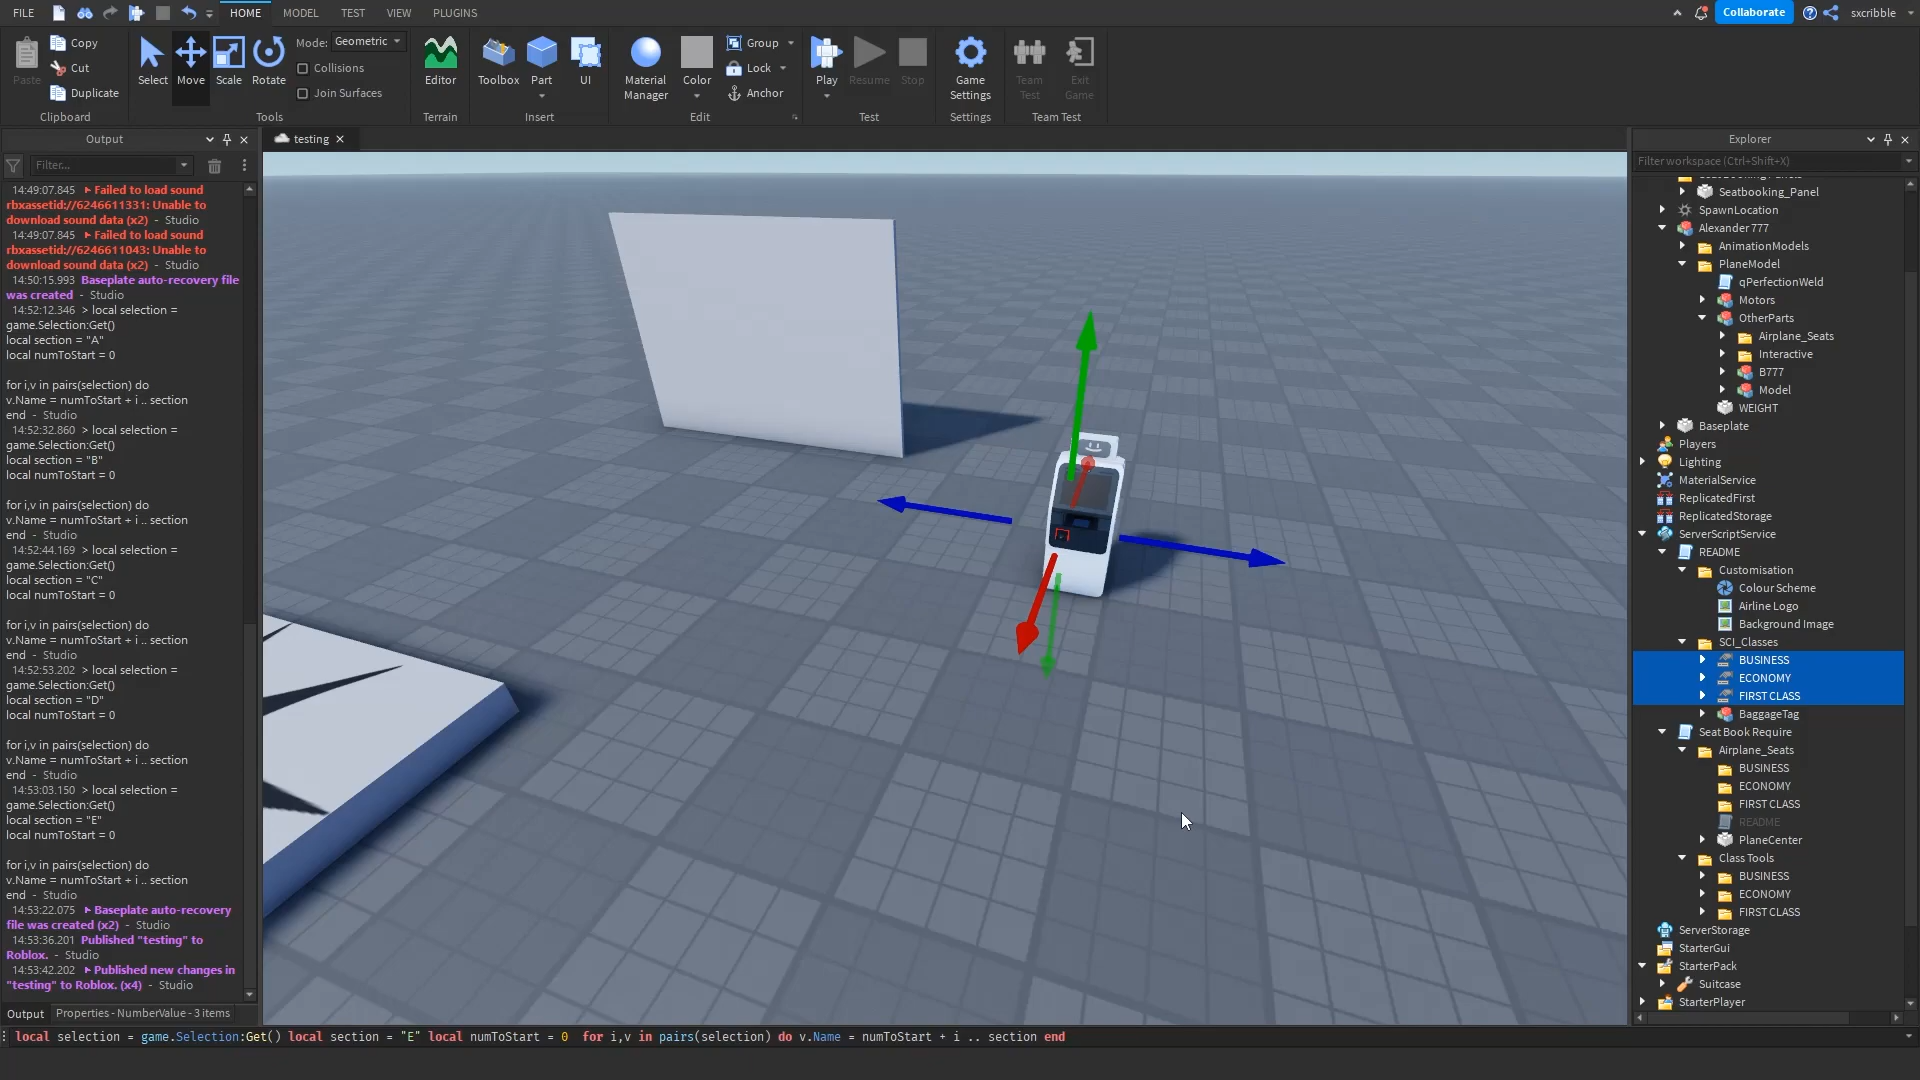 FILE
HOME
MODEL
TEST
VIEW
PLUGINS
Collaborate
sxcribble
Paste
Copy
Cut
Duplicate
Clipboard
Select
Move
Scale
Rotate
Mode: Geometric
Collisions
Join Surfaces
Tools
Editor
Terrain
Toolbox
Part
UI
Insert
Material
Manager
Color
Group
Lock
Anchor
Edit
Play
Resume
Stop
Test
Game
Settings
Settings
Team
Test
Exit
Game
Team Test
Output
Filter...
14:49:07.845 Failed to load sound
rbxassetid://6246611331: Unable to
download sound data (x2) - Studio
14:49:07.845 Failed to load sound
rbxassetid://6246611043: Unable to
download sound data (x2) - Studio
14:50:15.993 Baseplate auto-recovery file
was created - Studio
14:52:12.346 > local selection =
game.Selection:Get()
local section = "A"
local numToStart = 0
for i,v in pairs(selection) do
v.Name = numToStart + i .. section
end - Studio
14:52:32.860 > local selection =
game.Selection:Get()
local section = "B"
local numToStart = 0
for i,v in pairs(selection) do
v.Name = numToStart + i .. section
end - Studio
14:52:44.169 > local selection =
game.Selection:Get()
local section = "C"
local numToStart = 0
for i,v in pairs(selection) do
v.Name = numToStart + i .. section
end - Studio
14:52:53.202 > local selection =
game.Selection:Get()
local section = "D"
local numToStart = 0
for i,v in pairs(selection) do
v.Name = numToStart + i .. section
end - Studio
14:53:03.150 > local selection =
game.Selection:Get()
local section = "E"
local numToStart = 0
for i,v in pairs(selection) do
v.Name = numToStart + i .. section
end - Studio
14:53:22.075 Baseplate auto-recovery
file was created (x2) - Studio
14:53:36.201 Published "testing" to
Roblox. - Studio
14:53:42.202 Published new changes in
"testing" to Roblox. (x4) - Studio
Output
Properties - NumberValue - 3 items
testing
Explorer
Filter workspace (Ctrl+Shift+X)
Seatbooking_Panel
SpawnLocation
Alexander 777
AnimationModels
PlaneModel
qPerfectionWeld
Motors
OtherParts
Airplane_Seats
Interactive
B777
Model
WEIGHT
Baseplate
Players
Lighting
MaterialService
ReplicatedFirst
ReplicatedStorage
ServerScriptService
README
Customisation
Colour Scheme
Airline Logo
Background Image
SCI_Classes
BUSINESS
ECONOMY
FIRST CLASS
BaggageTag
Seat Book Require
Airplane_Seats
BUSINESS
ECONOMY
FIRST CLASS
README
PlaneCenter
Class Tools
BUSINESS
ECONOMY
FIRST CLASS
ServerStorage
StarterGui
StarterPack
Suitcase
StarterPlayer
local selection = game.Selection:Get() local section = "E" local numToStart = 0 for i,v in pairs(selection) do v.Name = numToStart + i .. section end